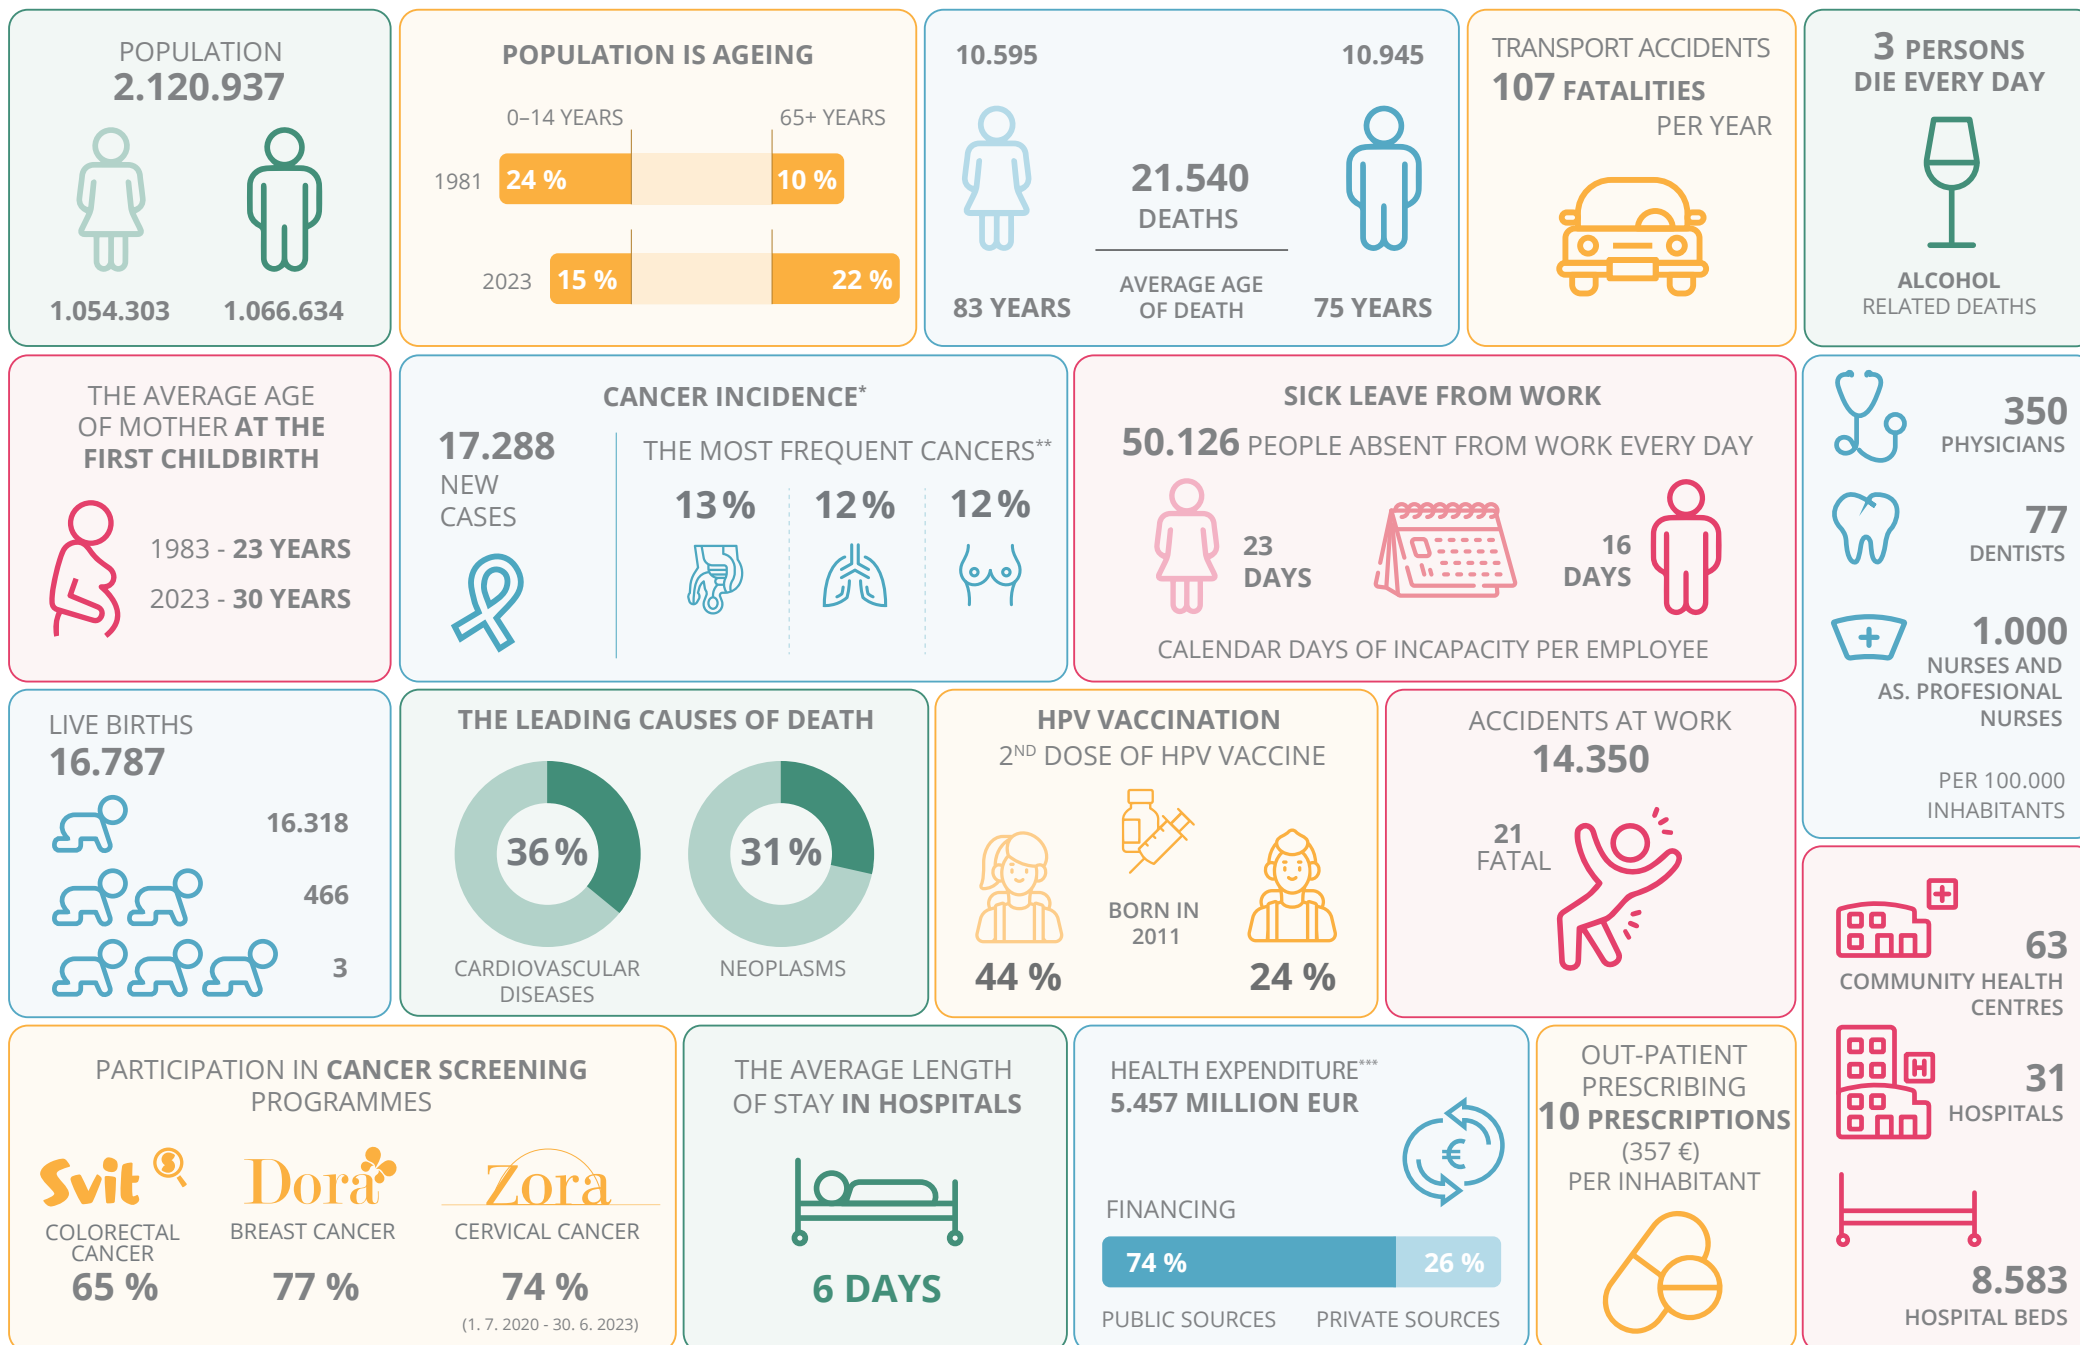 POPULATION
2.120.937
1.054.303
1.066.634
POPULATION IS AGEING
0–14 YEARS
65+ YEARS
1981
24 %
10 %
2023
15 %
22 %
10.595
10.945
21.540
DEATHS
AVERAGE AGE
OF DEATH
83 YEARS
75 YEARS
TRANSPORT ACCIDENTS
107 FATALITIES
PER YEAR
3 PERSONS
DIE EVERY DAY
ALCOHOL
RELATED DEATHS
THE AVERAGE AGE
OF MOTHER AT THE
FIRST CHILDBIRTH
1983 - 23 YEARS
2023 - 30 YEARS
CANCER INCIDENCE*
17.288
NEW
CASES
THE MOST FREQUENT CANCERS**
13 %
12 %
12 %
SICK LEAVE FROM WORK
50.126 PEOPLE ABSENT FROM WORK EVERY DAY
23
DAYS
16
DAYS
CALENDAR DAYS OF INCAPACITY PER EMPLOYEE
350
PHYSICIANS
77
DENTISTS
1.000
NURSES AND
AS. PROFESIONAL
NURSES
PER 100.000
INHABITANTS
LIVE BIRTHS
16.787
16.318
466
3
THE LEADING CAUSES OF DEATH
36 %
31 %
CARDIOVASCULAR
DISEASES
NEOPLASMS
HPV VACCINATION
2ND DOSE OF HPV VACCINE
BORN IN
2011
44 %
24 %
ACCIDENTS AT WORK
14.350
21
FATAL
63
COMMUNITY HEALTH
CENTRES
H
31
HOSPITALS
8.583
HOSPITAL BEDS
PARTICIPATION IN CANCER SCREENING
PROGRAMMES
Svit S
COLORECTAL
CANCER
65 %
Dora
BREAST CANCER
77 %
Zora
CERVICAL CANCER
74 %
(1. 7. 2020 - 30. 6. 2023)
THE AVERAGE LENGTH
OF STAY IN HOSPITALS
6 DAYS
HEALTH EXPENDITURE***
5.457 MILLION EUR
€
FINANCING
74 %
26 %
PUBLIC SOURCES
PRIVATE SOURCES
OUT-PATIENT
PRESCRIBING
10 PRESCRIPTIONS
(357 €)
PER INHABITANT